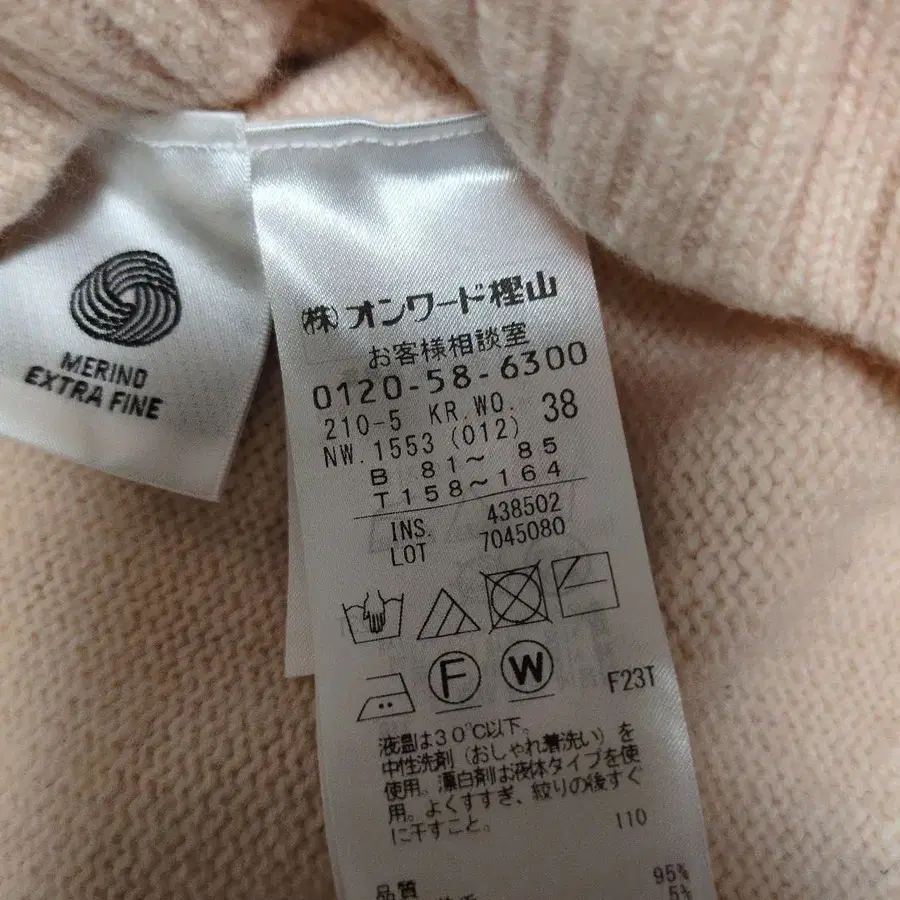 MERINO
EXTRA FINE
㈱オンワード樫山
お客様相談室
0120-58-6300
210-5 KR.WO. 38
NW.1553 (012)
B 81～ 85
T158～164
INS. 438502
LOT 7045080
F
W
F23T
液温は30℃以下。
中性洗剤（おしゃれ着洗い）を
使用。漂白剤は液体タイプを使
用。よくすすぎ、絞りの後すぐ
に干すこと。
110
品質
95%
5%